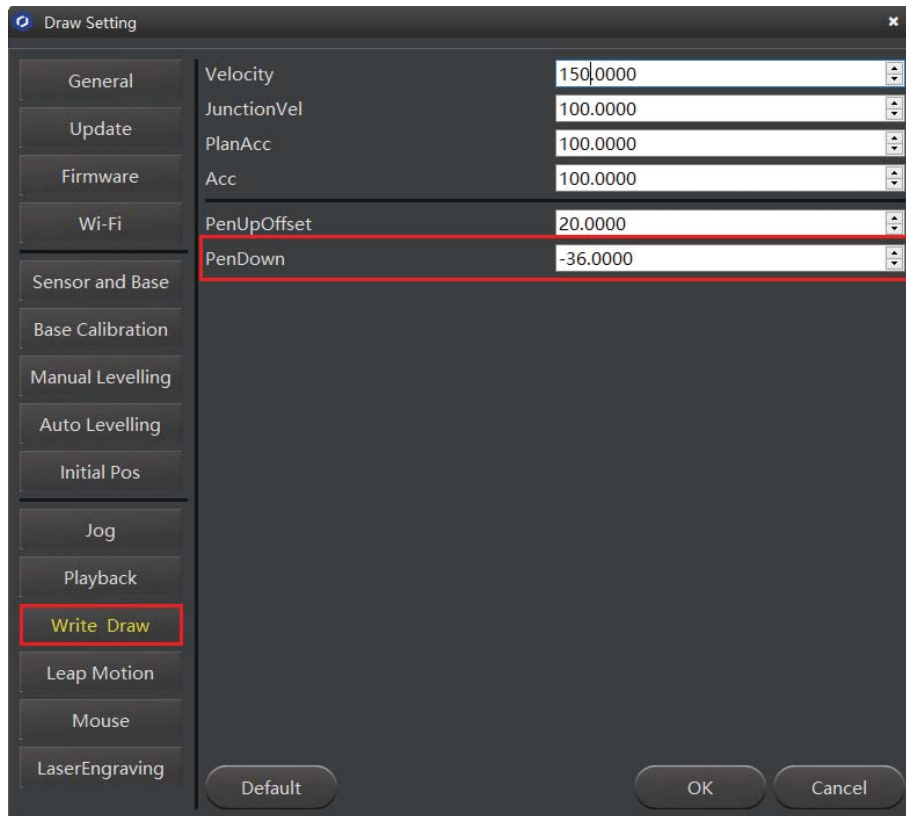 Draw Setting
General
Update
Firmware
Wi-Fi
Sensor and Base
Base Calibration
Manual Levelling
Auto Levelling
Initial Pos
Jog
Playback
Write Draw
Leap Motion
Mouse
LaserEngraving
Velocity 150.0000
JunctionVel 100.0000
PlanAcc 100.0000
Acc 100.0000
PenUpOffset 20.0000
PenDown -36.0000
Default OK Cancel